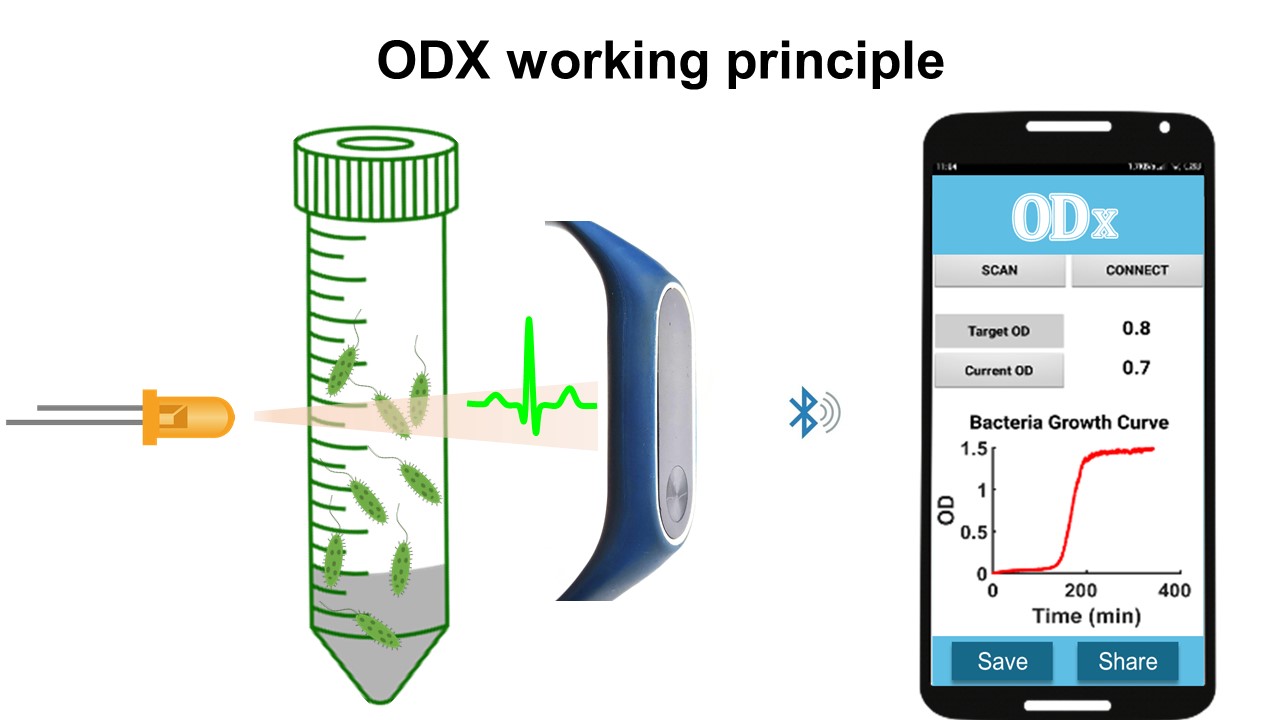 ODX working principle
11:04
ODx
SCAN CONNECT
Target OD 0.8
Current OD 0.7
Bacteria Growth Curve
1.5
1
0.5
0
OD
0 200 400
Time (min)
Save Share